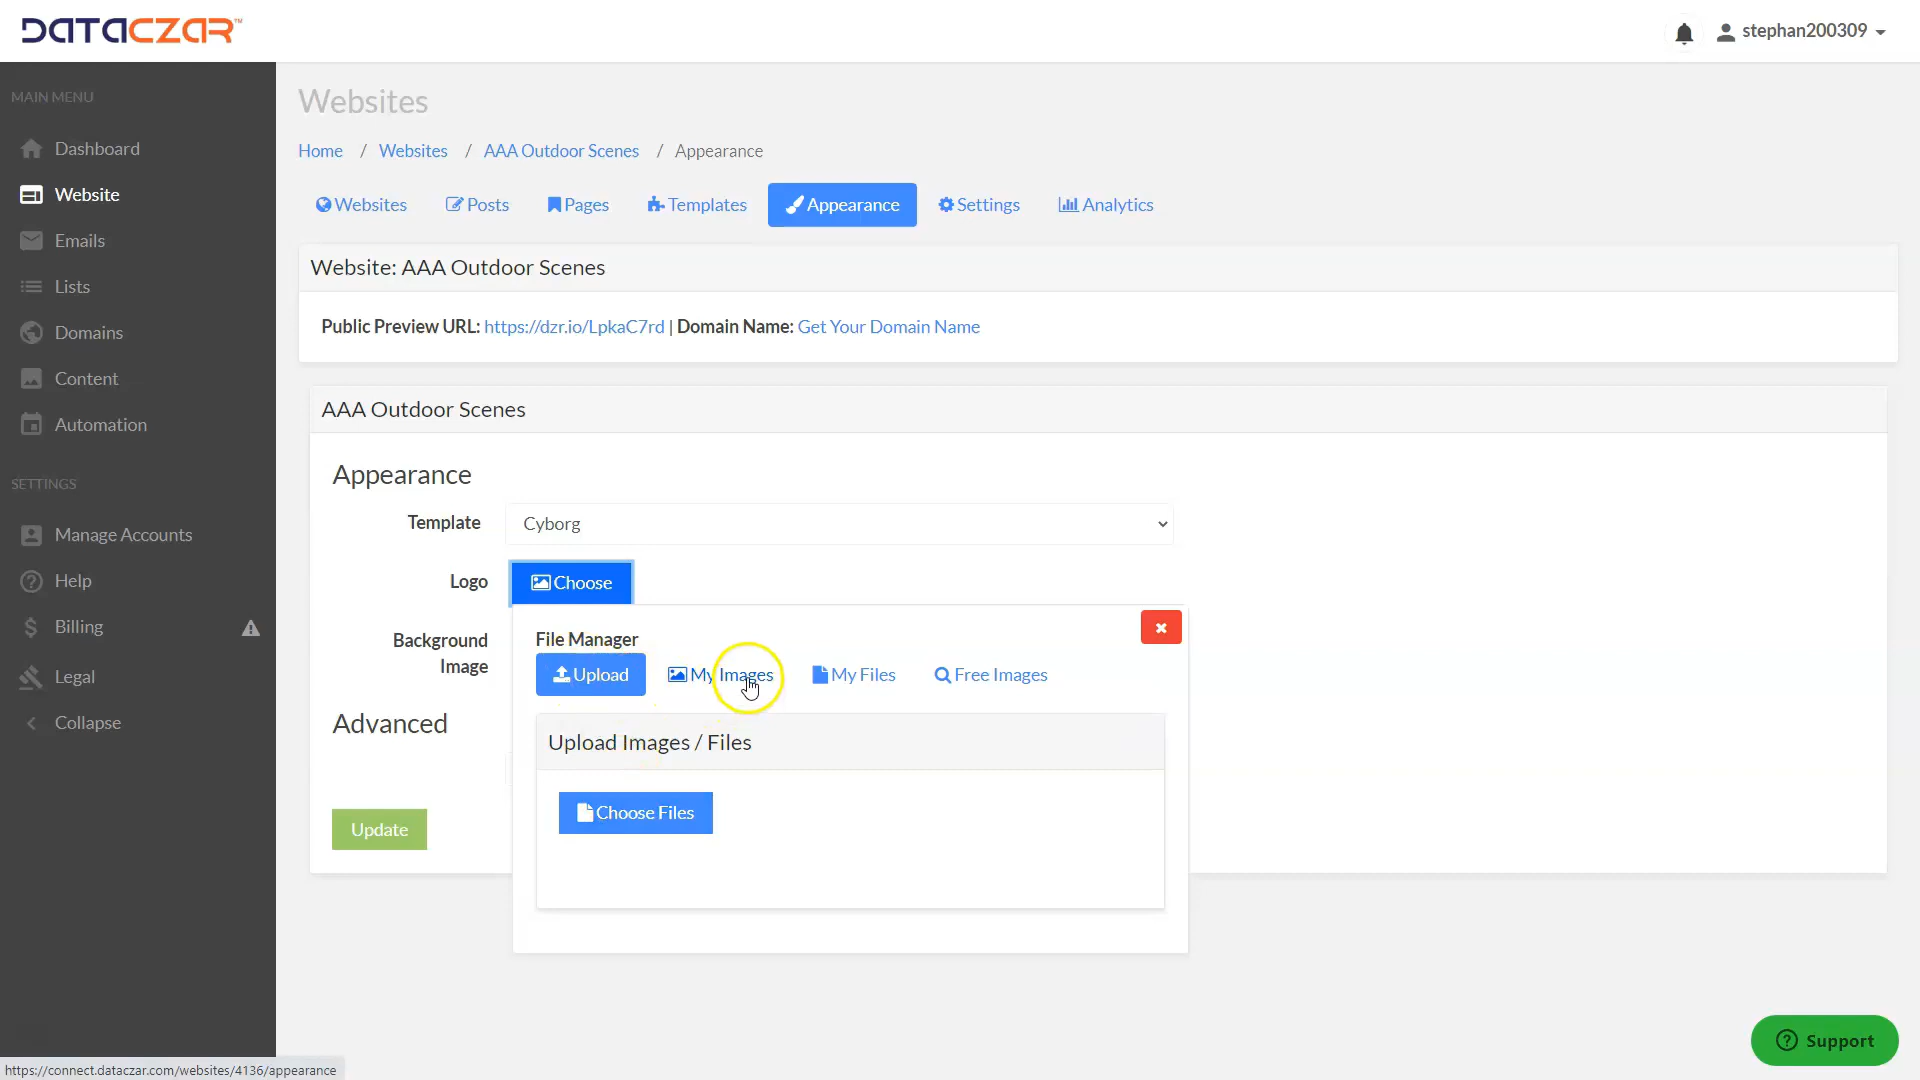 DATACZAR™
stephan200309
MAIN MENU
Dashboard
Website
Emails
Lists
Domains
Content
Automation
SETTINGS
Manage Accounts
Help
Billing
Legal
Collapse
Websites
Home / Websites / AAA Outdoor Scenes / Appearance
Websites Posts Pages Templates Appearance Settings Analytics
Website: AAA Outdoor Scenes
Public Preview URL: https://dzr.io/LpkaC7rd | Domain Name: Get Your Domain Name
AAA Outdoor Scenes
Appearance
Template Cyborg
Logo Choose
Background
Image
File Manager
Upload My Images My Files Free Images
Upload Images / Files
Choose Files
Advanced
Update
Support
https://connect.dataczar.com/websites/4136/appearance